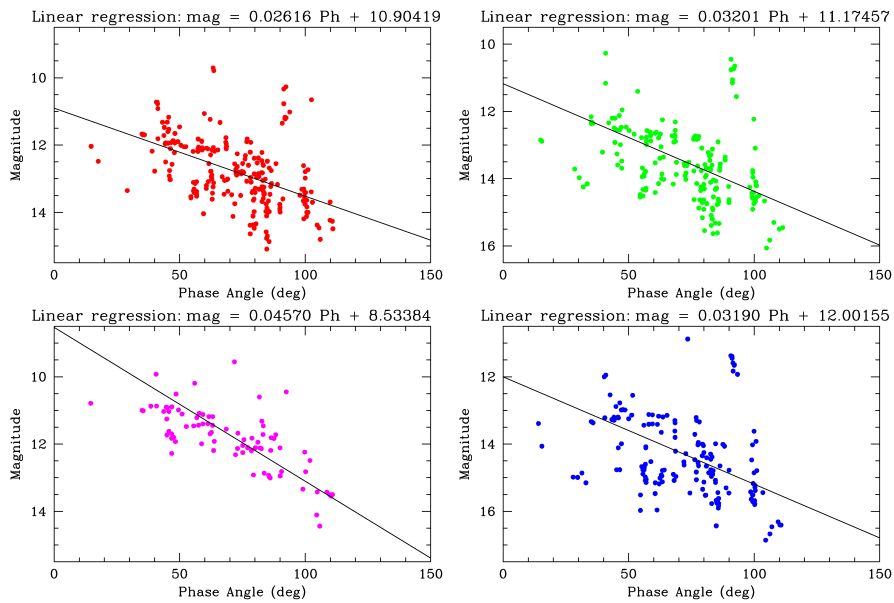 Linear regression: mag = 0.02616 Ph + 10.90419
10
12
14
Magnitude
0
50
100
150
Phase Angle (deg)
Linear regression: mag = 0.03201 Ph + 11.17457
10
12
14
16
Magnitude
0
50
100
150
Phase Angle (deg)
Linear regression: mag = 0.04570 Ph + 8.53384
10
12
14
Magnitude
0
50
100
150
Phase Angle (deg)
Linear regression: mag = 0.03190 Ph + 12.00155
12
14
16
Magnitude
0
50
100
150
Phase Angle (deg)